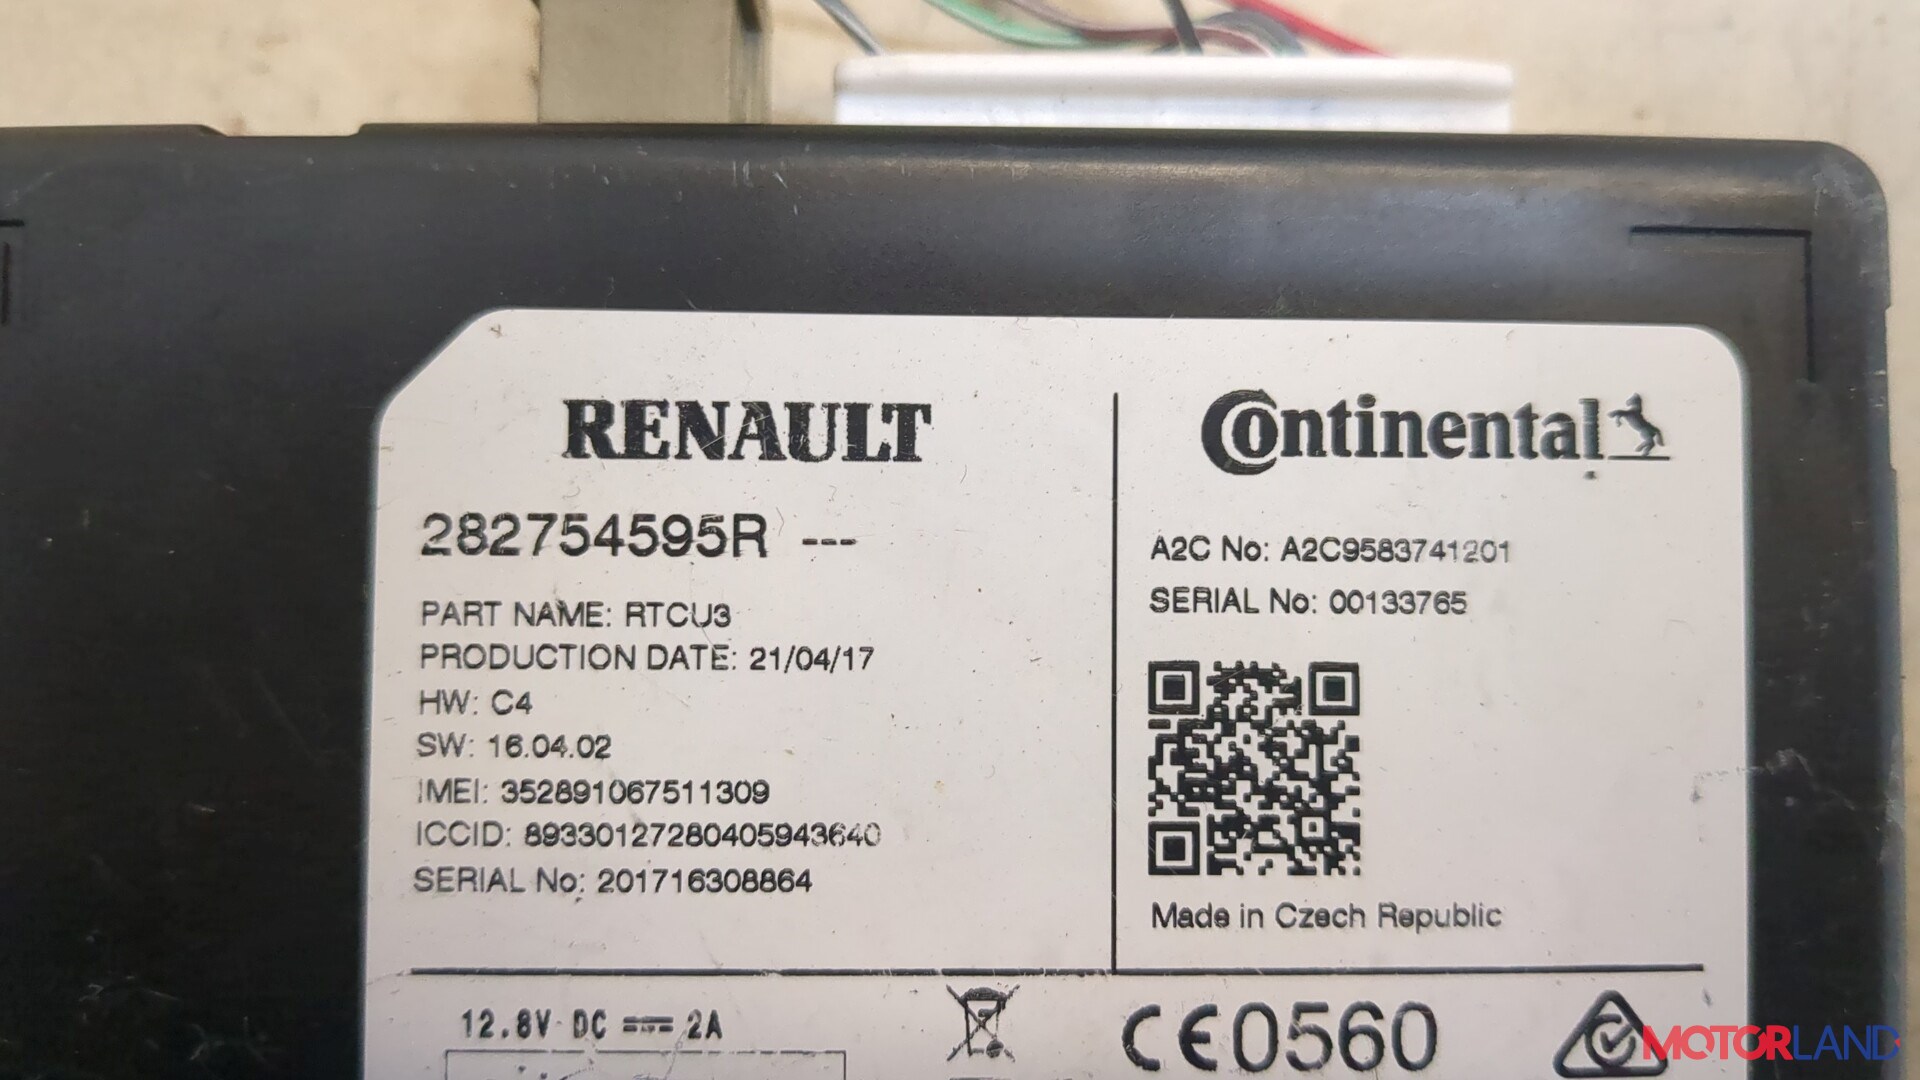 RENAULT
282754595R ---
PART NAME: RTCU3
PRODUCTION DATE: 21/04/17
HW: C4
SW: 16.04.02
IMEI: 352891067511309
ICCID: 89330127280405943640
SERIAL No: 201716308864
Continental
A2C No: A2C9583741201
SERIAL No: 00133765
Made in Czech Republic
12.8V DC 2A
CE0560
MOTORLAND